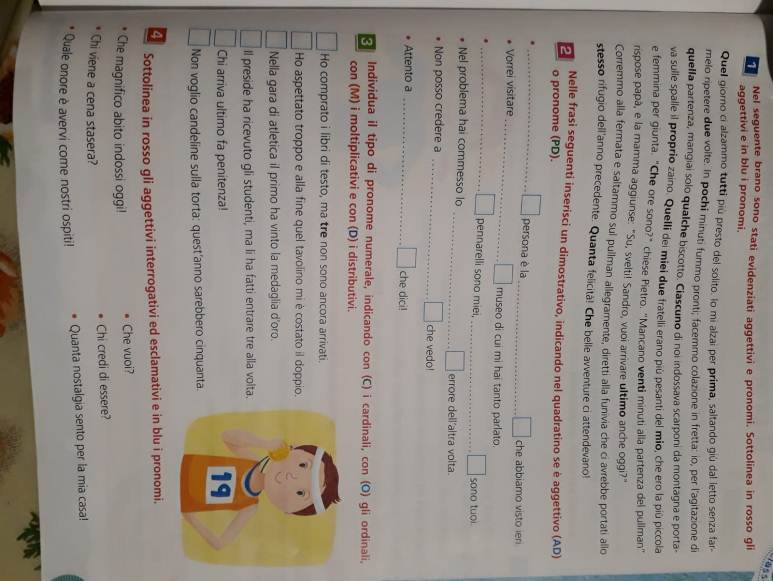 1 Nel seguente brano sono stati evidenziati aggettivi e pronomi. Sottolinea in rosso gli
aggettivi e in blu i pronomi.
Quel giorno ci alzammo tutti più presto del solito. Io mi alzai per prima, saltando giù dal letto senza far-
melo ripetere due volte. In pochi minuti fummo pronti; facemmo colazione in fretta: io, per l'agitazione di
quella partenza, mangiai solo qualche biscotto. Ciascuno di noi indossava scarponi da montagna e porta-
va sulle spalle il proprio zaino. Quelli dei miei due fratelli erano più pesanti del mio, che ero la più piccola
e femmina per giunta. "Che ore sono?" chiese Pietro. "Mancano venti minuti alla partenza del pullman"
rispose papà, e la mamma aggiunse: "Su, svelti! Sandro, vuoi arrivare ultimo anche oggi?"
Corremmo alla fermata e saltammo sul pullman allegramente, diretti alla funivia che ci avrebbe portati allo
stesso rifugio dell'anno precedente. Quanta felicità! Che belle avventure ci attendevano!
2 Nelle frasi seguenti inserisci un dimostrativo, indicando nel quadratino se è aggettivo (AD)
o pronome (PD).
• ........ persona è la ........ che abbiamo visto ieri.
• Vorrei visitare ........ museo di cui mi hai tanto parlato.
• ........ pennarelli sono miei, ........ sono tuoi.
• Nel problema hai commesso lo ........ errore dell'altra volta.
• Non posso credere a ........ che vedo!
• Attento a ........ che dici!
3 Individua il tipo di pronome numerale, indicando con (C) i cardinali, con (O) gli ordinali,
con (M) i moltiplicativi e con (D) i distributivi.
Ho comprato i libri di testo, ma tre non sono ancora arrivati.
Ho aspettato troppo e alla fine quel tavolino mi è costato il doppio.
Nella gara di atletica il primo ha vinto la medaglia d'oro.
Il preside ha ricevuto gli studenti, ma li ha fatti entrare tre alla volta.
Chi arriva ultimo fa penitenza!
Non voglio candeline sulla torta: quest'anno sarebbero cinquanta.
19
4 Sottolinea in rosso gli aggettivi interrogativi ed esclamativi e in blu i pronomi.
• Che magnifico abito indossi oggi!
• Chi viene a cena stasera?
• Quale onore è avervi come nostri ospiti!
• Che vuoi?
• Chi credi di essere?
• Quanta nostalgia sento per la mia casa!